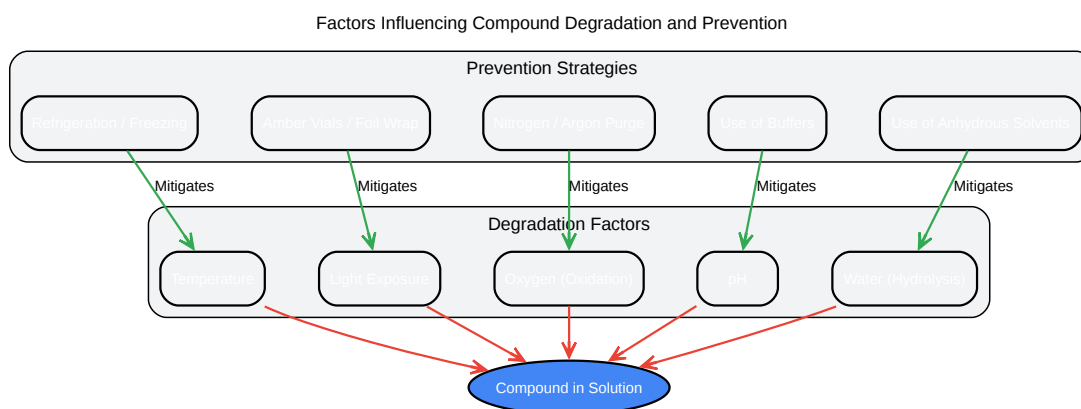 Factors Influencing Compound Degradation and Prevention
Prevention Strategies
Refrigeration / Freezing
Amber Vials / Foil Wrap
Nitrogen / Argon Purge
Use of Buffers
Use of Anhydrous Solvents
Mitigates
Mitigates
Mitigates
Mitigates
Mitigates
Degradation Factors
Temperature
Light Exposure
Oxygen (Oxidation)
pH
Water (Hydrolysis)
Compound in Solution